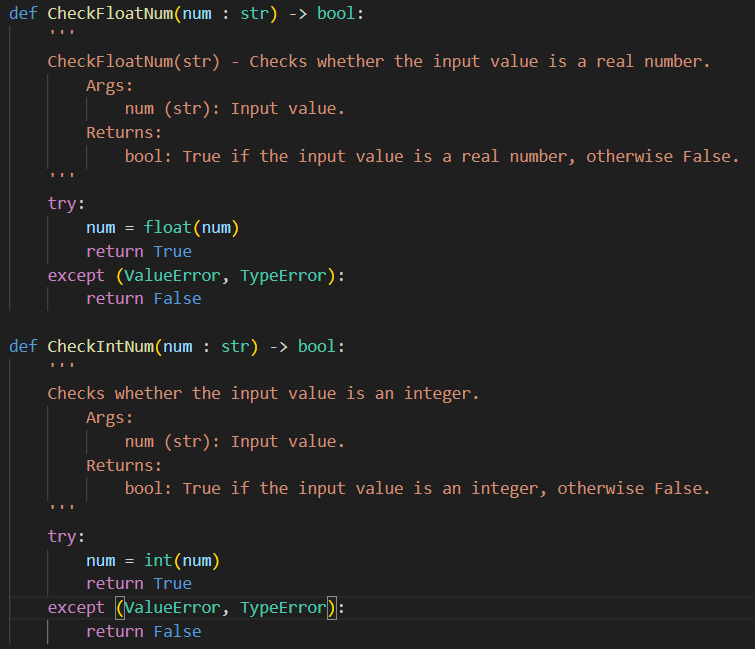 def CheckFloatNum(num : str) -> bool:
    '''
    CheckFloatNum(str) - Checks whether the input value is a real number.
        Args:
            num (str): Input value.
        Returns:
            bool: True if the input value is a real number, otherwise False.
    '''
    try:
        num = float(num)
        return True
    except (ValueError, TypeError):
        return False

def CheckIntNum(num : str) -> bool:
    '''
    Checks whether the input value is an integer.
        Args:
            num (str): Input value.
        Returns:
            bool: True if the input value is an integer, otherwise False.
    '''
    try:
        num = int(num)
        return True
    except (ValueError, TypeError):
        return False